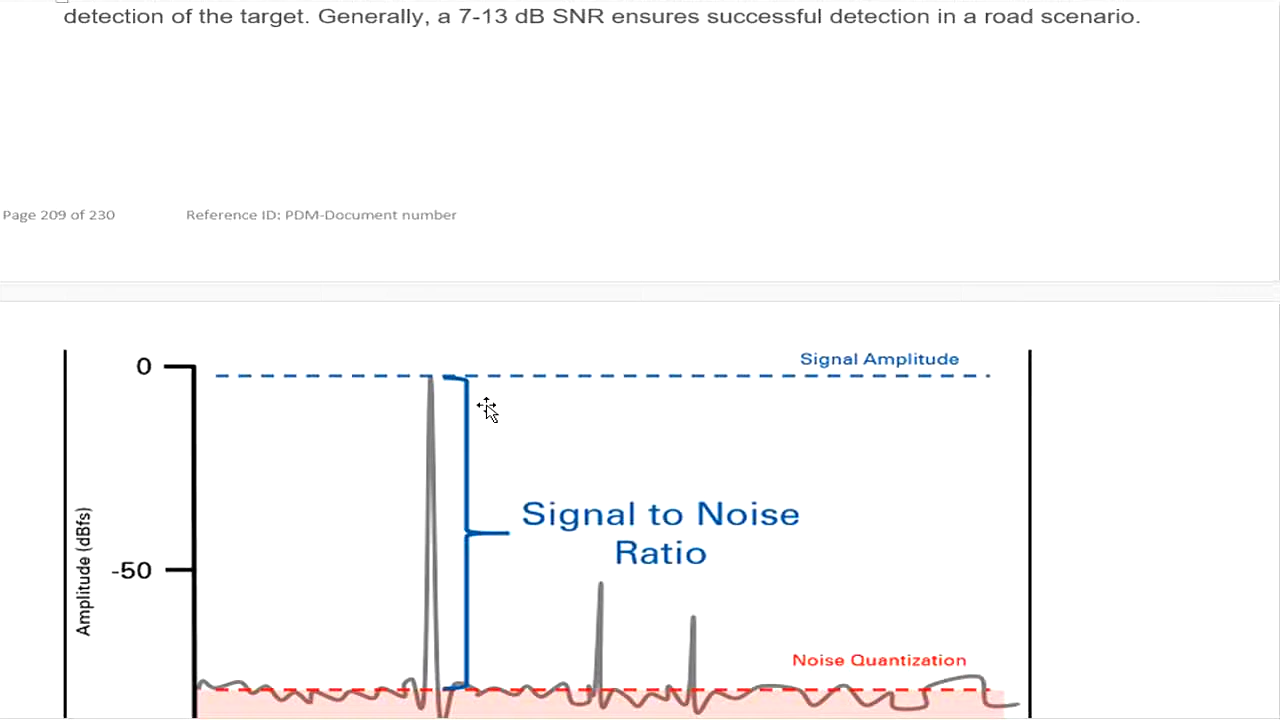 detection of the target. Generally, a 7-13 dB SNR ensures successful detection in a road scenario.
Page 209 of 230 Reference ID: PDM-Document number
0
Signal Amplitude
Signal to Noise
Ratio
Amplitude (dBfs)
-50
Noise Quantization